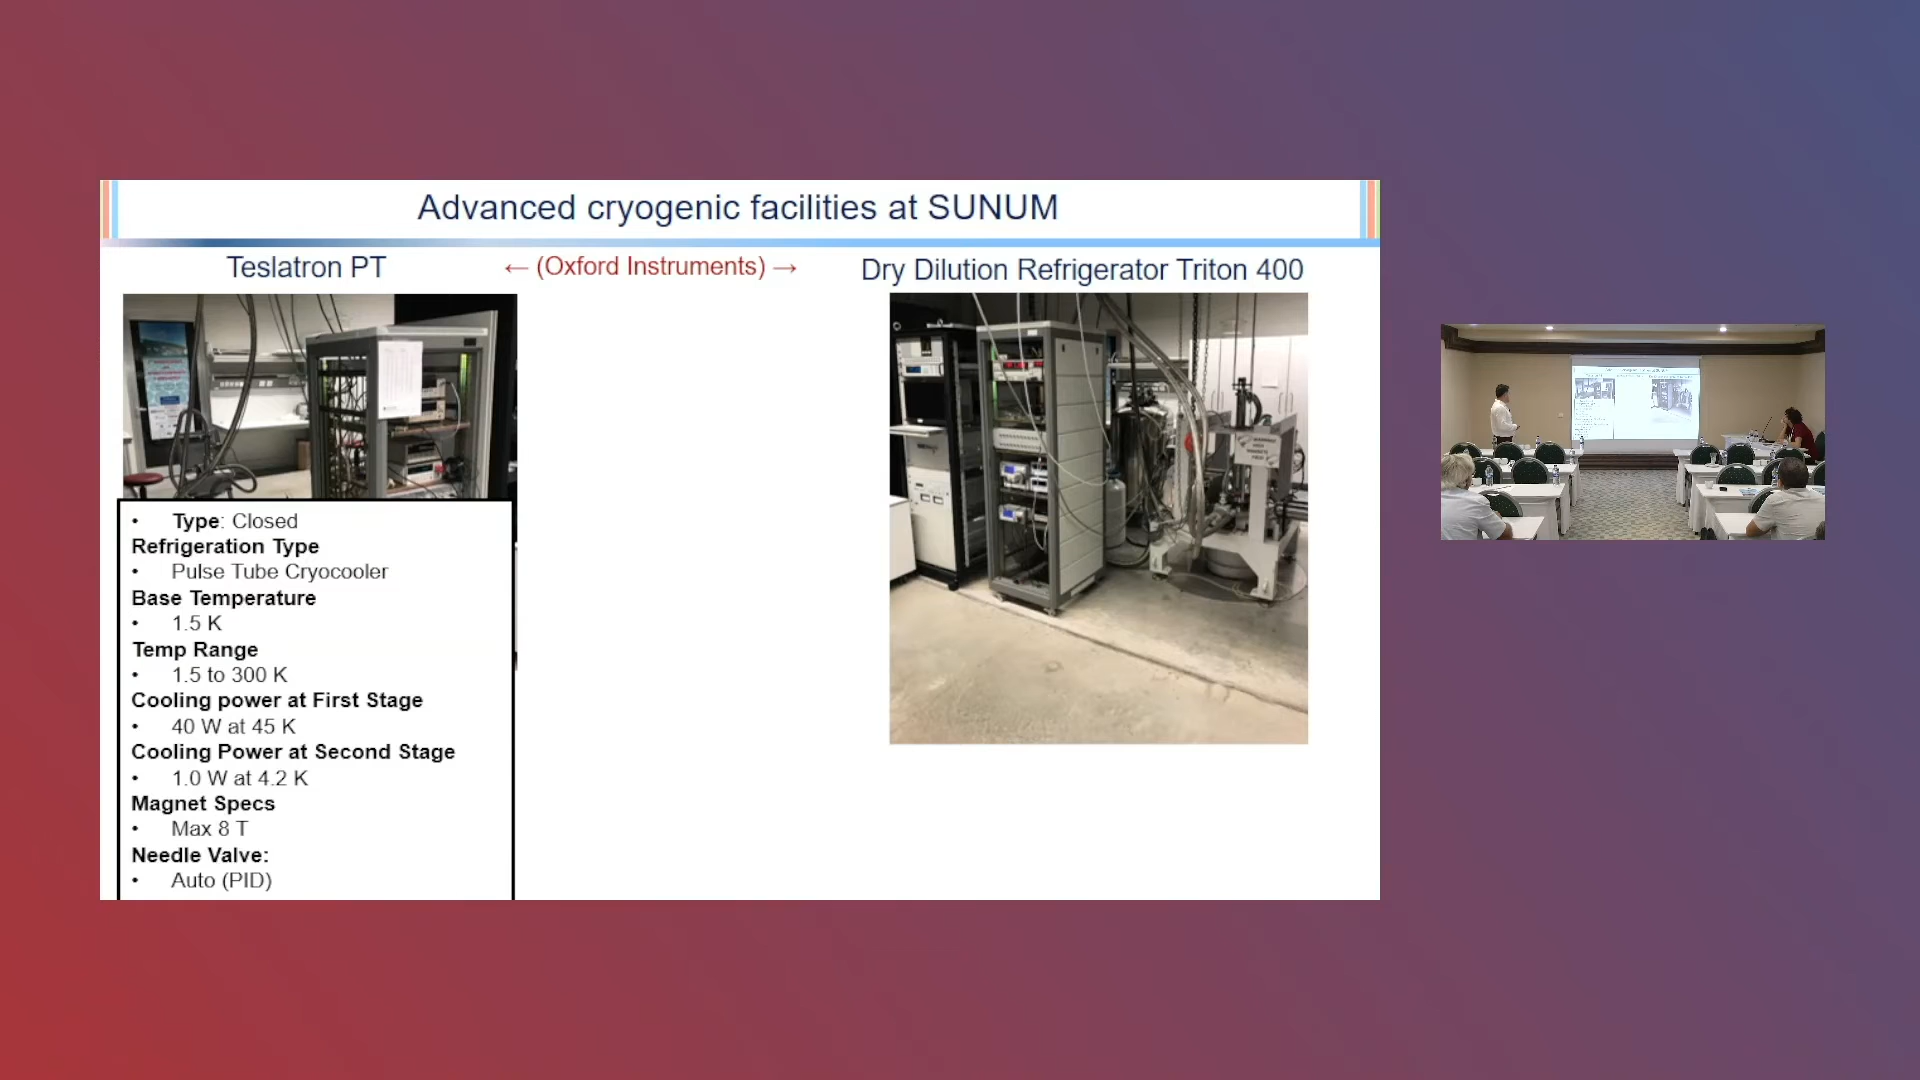 Advanced cryogenic facilities at SUNUM
Teslatron PT
← (Oxford Instruments) →
Dry Dilution Refrigerator Triton 400
• Type: Closed
Refrigeration Type
• Pulse Tube Cryocooler
Base Temperature
• 1.5 K
Temp Range
• 1.5 to 300 K
Cooling power at First Stage
• 40 W at 45 K
Cooling Power at Second Stage
• 1.0 W at 4.2 K
Magnet Specs
• Max 8 T
Needle Valve:
• Auto (PID)